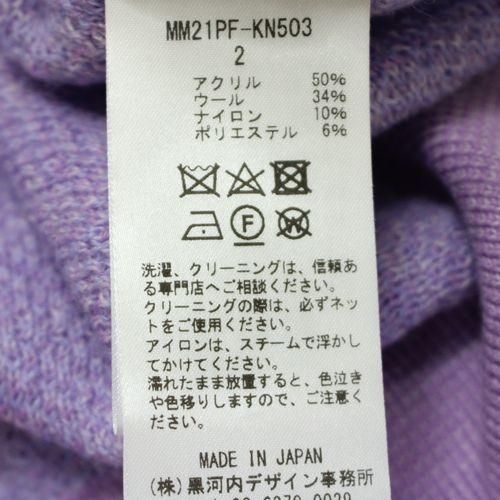 MM21PF-KN503
2
アクリル 50%
ウール 34%
ナイロン 10%
ポリエステル 6%
洗濯、クリーニングは、信頼あ
る専門店へご相談ください。
クリーニングの際は、必ずネッ
トをご使用ください。
アイロンは、スチームで浮かし
てかけてください。
濡れたまま放置すると、色泣き
や色移りしますので、ご注意く
ださい。
MADE IN JAPAN
(株)黒河内デザイン事務所